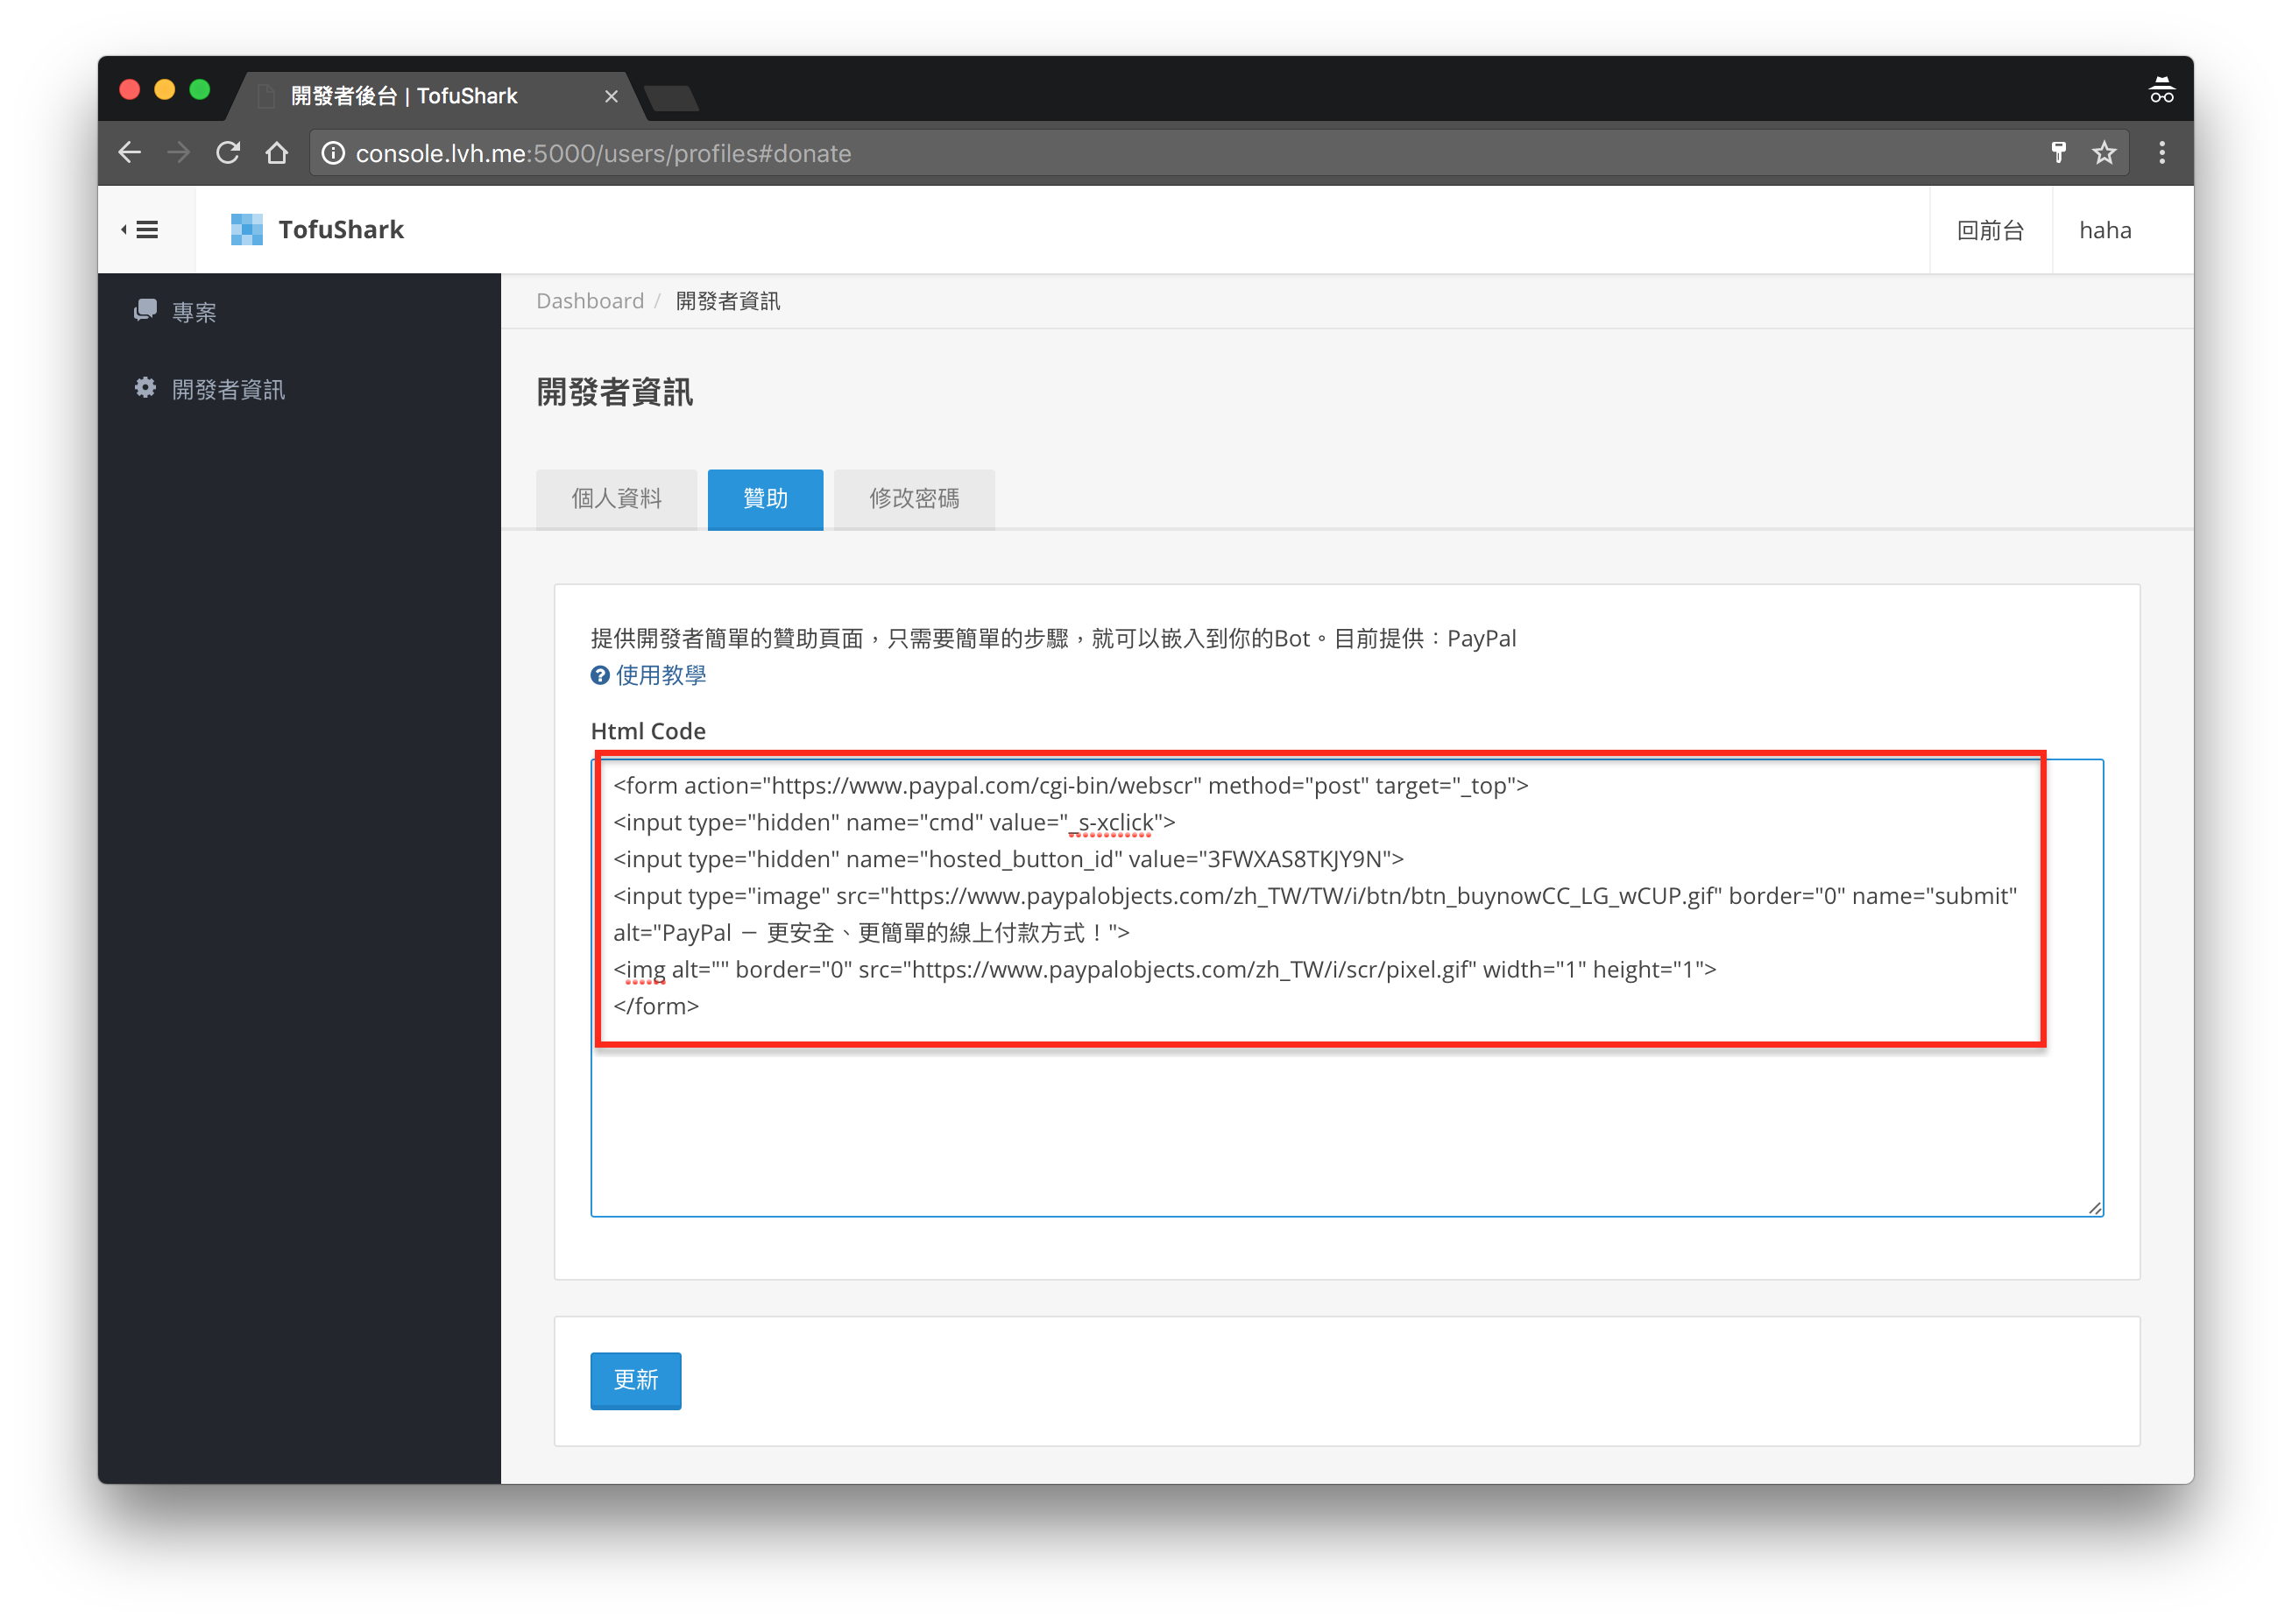 開發者後台 | TofuShark
console.lvh.me:5000/users/profiles#donate
TofuShark
回前台
haha
專案
開發者資訊
Dashboard / 開發者資訊
開發者資訊
個人資料
贊助
修改密碼
提供開發者簡單的贊助頁面，只需要簡單的步驟，就可以嵌入到你的Bot。目前提供：PayPal
使用教學
Html Code
<form action="https://www.paypal.com/cgi-bin/webscr" method="post" target="_top">
<input type="hidden" name="cmd" value="_s-xclick">
<input type="hidden" name="hosted_button_id" value="3FWXAS8TKJY9N">
<input type="image" src="https://www.paypalobjects.com/zh_TW/TW/i/btn/btn_buynowCC_LG_wCUP.gif" border="0" name="submit"
alt="PayPal － 更安全、更簡單的線上付款方式！">
<img alt="" border="0" src="https://www.paypalobjects.com/zh_TW/i/scr/pixel.gif" width="1" height="1">
</form>
更新